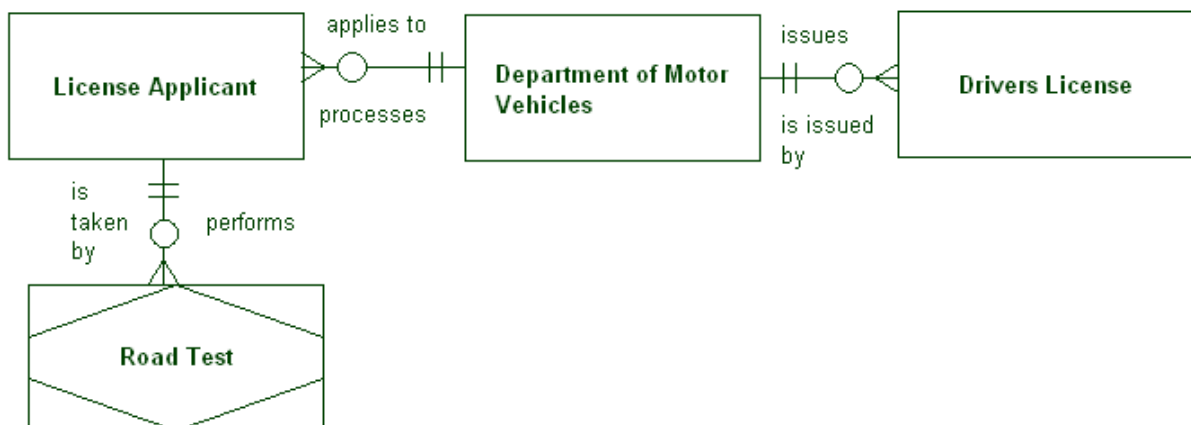 applies to
issues
License Applicant
Department of Motor
Vehicles
Drivers License
processes
is issued
by
is
taken
by
performs
Road Test